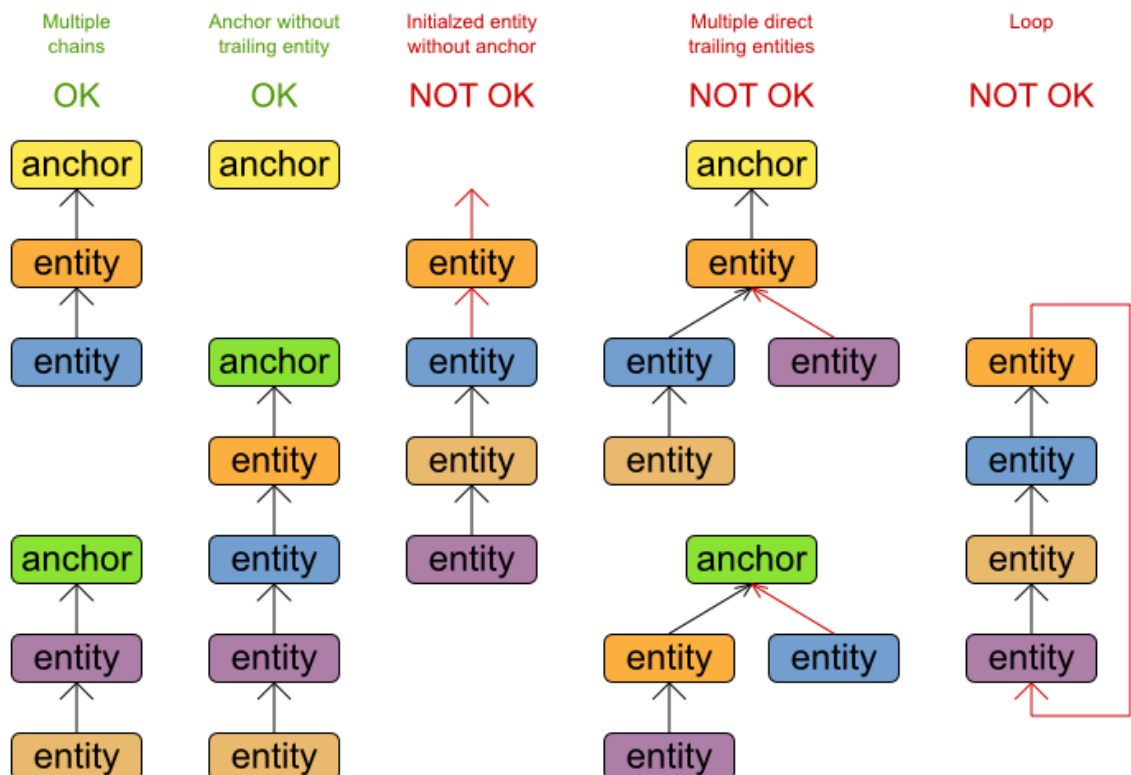 Multiple
chains
OK
anchor
entity
entity
anchor
entity
entity
Anchor without
trailing entity
OK
anchor
anchor
entity
entity
entity
entity
Initialzed entity
without anchor
NOT OK
entity
entity
entity
entity
Multiple direct
trailing entities
NOT OK
anchor
entity
entity
entity
entity
anchor
entity
entity
entity
Loop
NOT OK
entity
entity
entity
entity